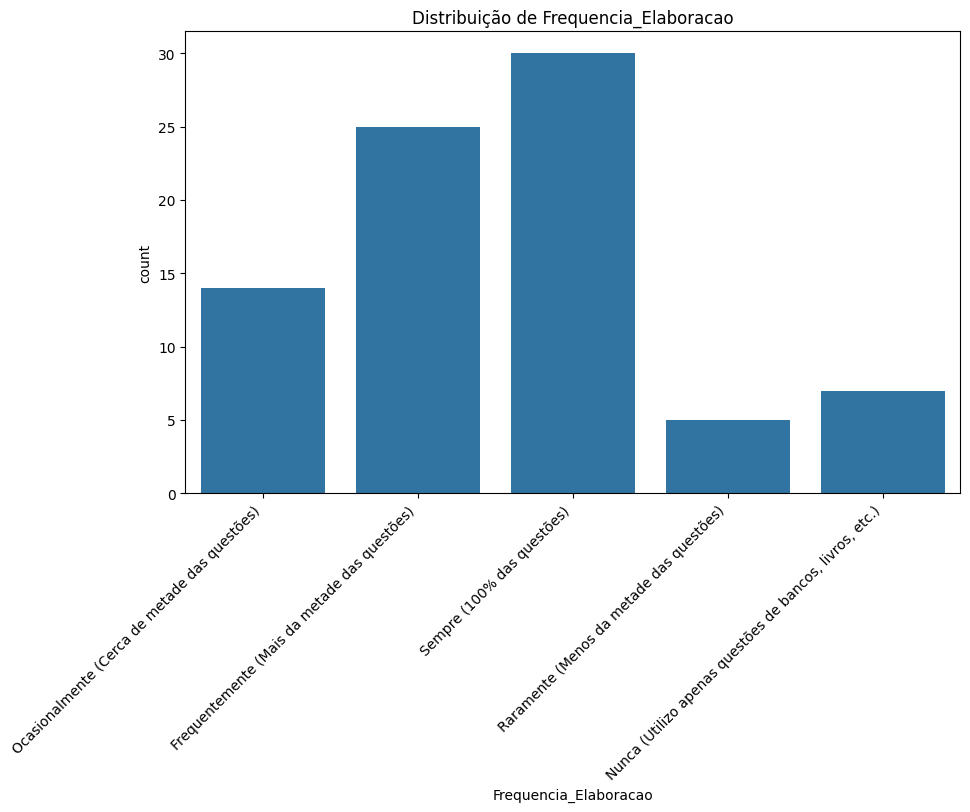 Distribuição de Frequencia_Elaboracao
30
25
20
15
10
5
0
count
Ocasionalmente (Cerca de metade das questões)
Frequentemente (Mais da metade das questões)
Sempre (100% das questões)
Raramente (Menos da metade das questões)
Nunca (Utilizo apenas questões de bancos, livros, etc.)
Frequencia_Elaboracao